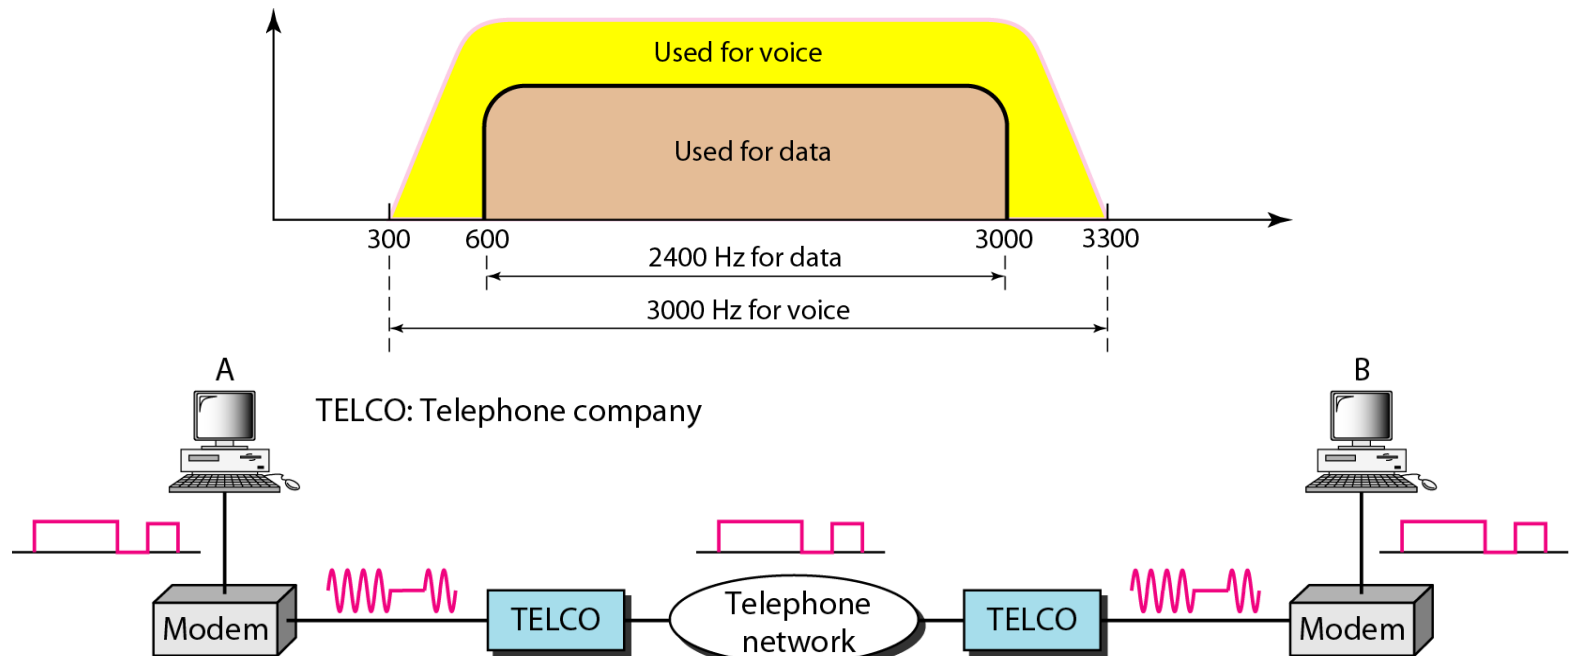 Used for voice
Used for data
300 600 3000 3300
2400 Hz for data
3000 Hz for voice
A
B
TELCO: Telephone company
Modem
TELCO
Telephone
network
TELCO
Modem